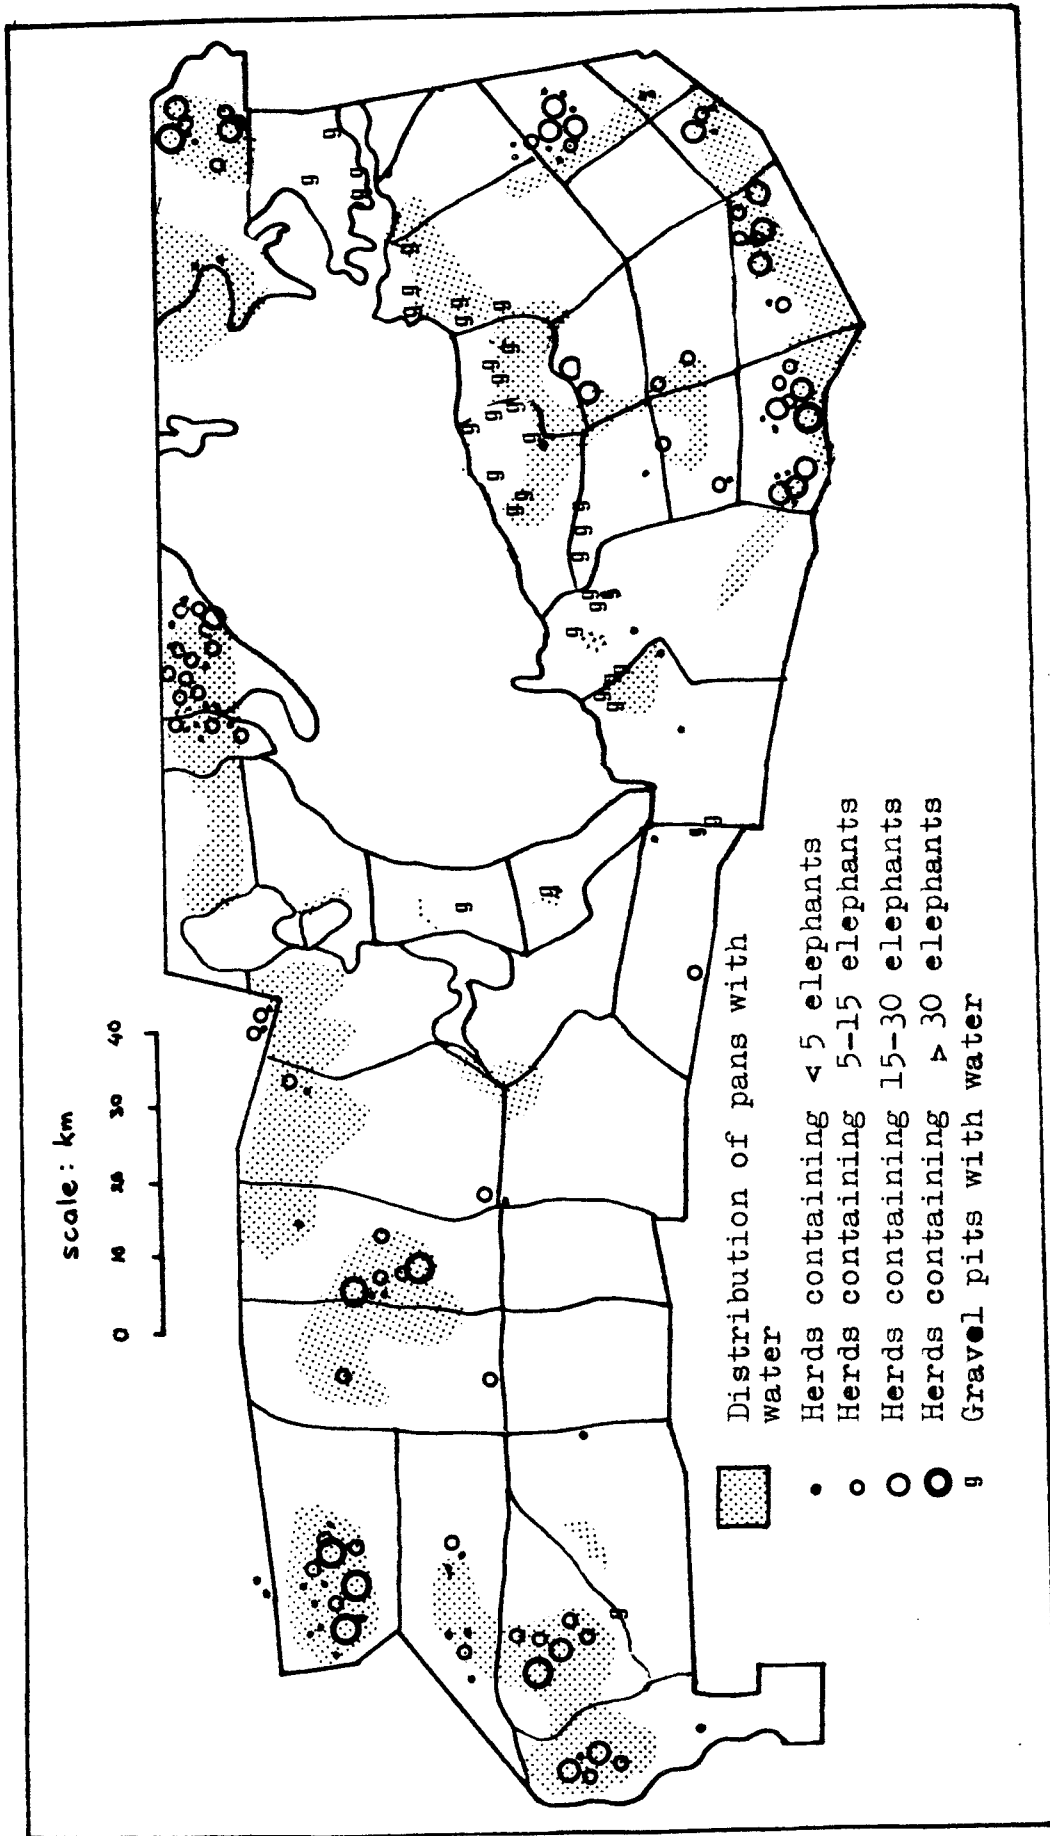 scale: km
0 10 20 30 40
Distribution of pans with
water
Herds containing < 5 elephants
Herds containing 5-15 elephants
Herds containing 15-30 elephants
Herds containing > 30 elephants
g Gravel pits with water